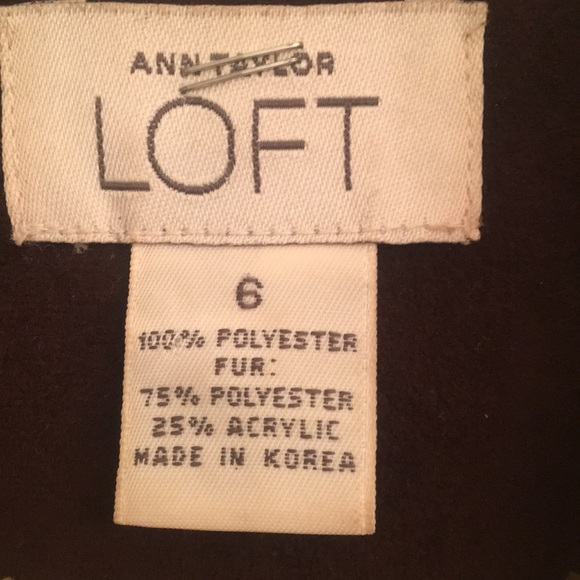 ANN TAYLOR
LOFT
6
100% POLYESTER
FUR:
75% POLYESTER
25% ACRYLIC
MADE IN KOREA